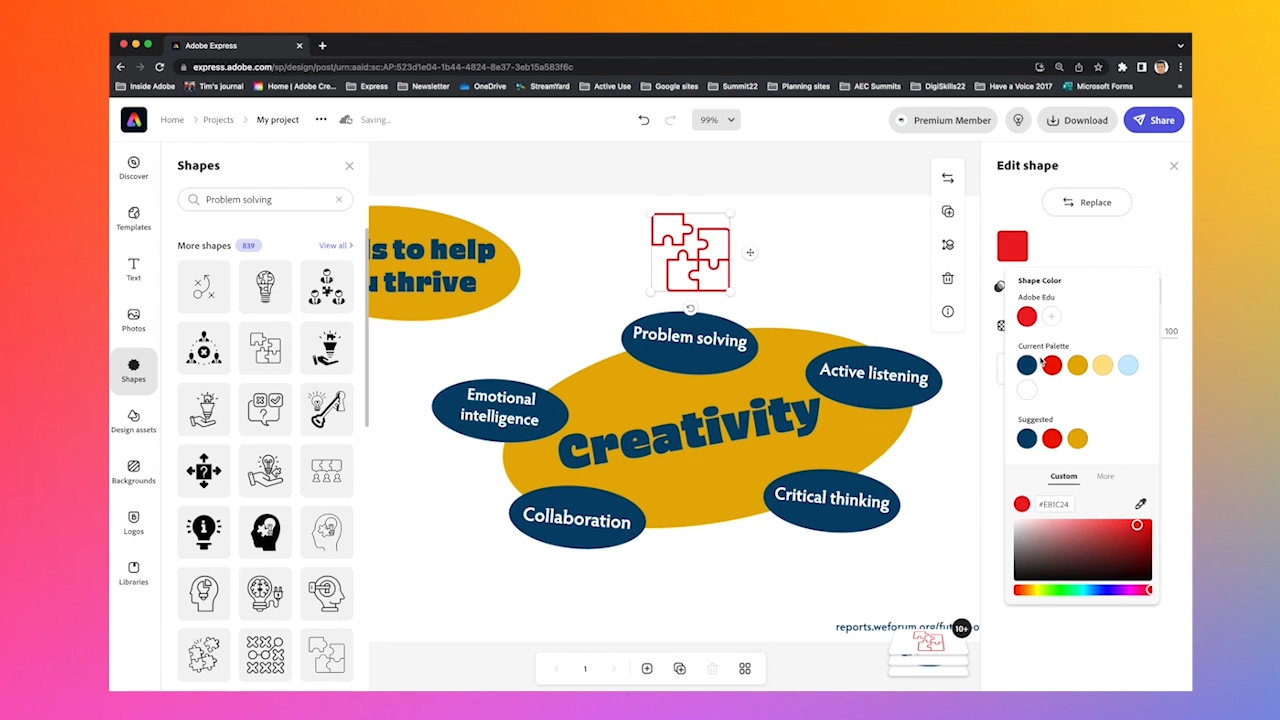 Adobe Express
express.adobe.com/sp/design/post/urn:aaid:sc:AP:523d1e04-1b44-4824-8e37-3eb15a583f6c
Inside Adobe
Tim's journal
Home | Adobe Cre...
Express
Newsletter
OneDrive
StreamYard
Active Use
Google sites
Summit22
Planning sites
AEC Summits
DigiSkills22
Have a Voice 2017
Microsoft Forms
Home
Projects
My project
Saving...
99%
Premium Member
Download
Share
Discover
Templates
Text
Photos
Shapes
Design assets
Backgrounds
Logos
Libraries
Shapes
Problem solving
More shapes 839
View all
s to help
u thrive
Problem solving
Active listening
Emotional
intelligence
Creativity
Critical thinking
Collaboration
reports.weforum.org/fut
10+
1
Edit shape
Replace
100
Shape Color
Adobe Edu
Current Palette
Suggested
Custom
More
#EB1C24